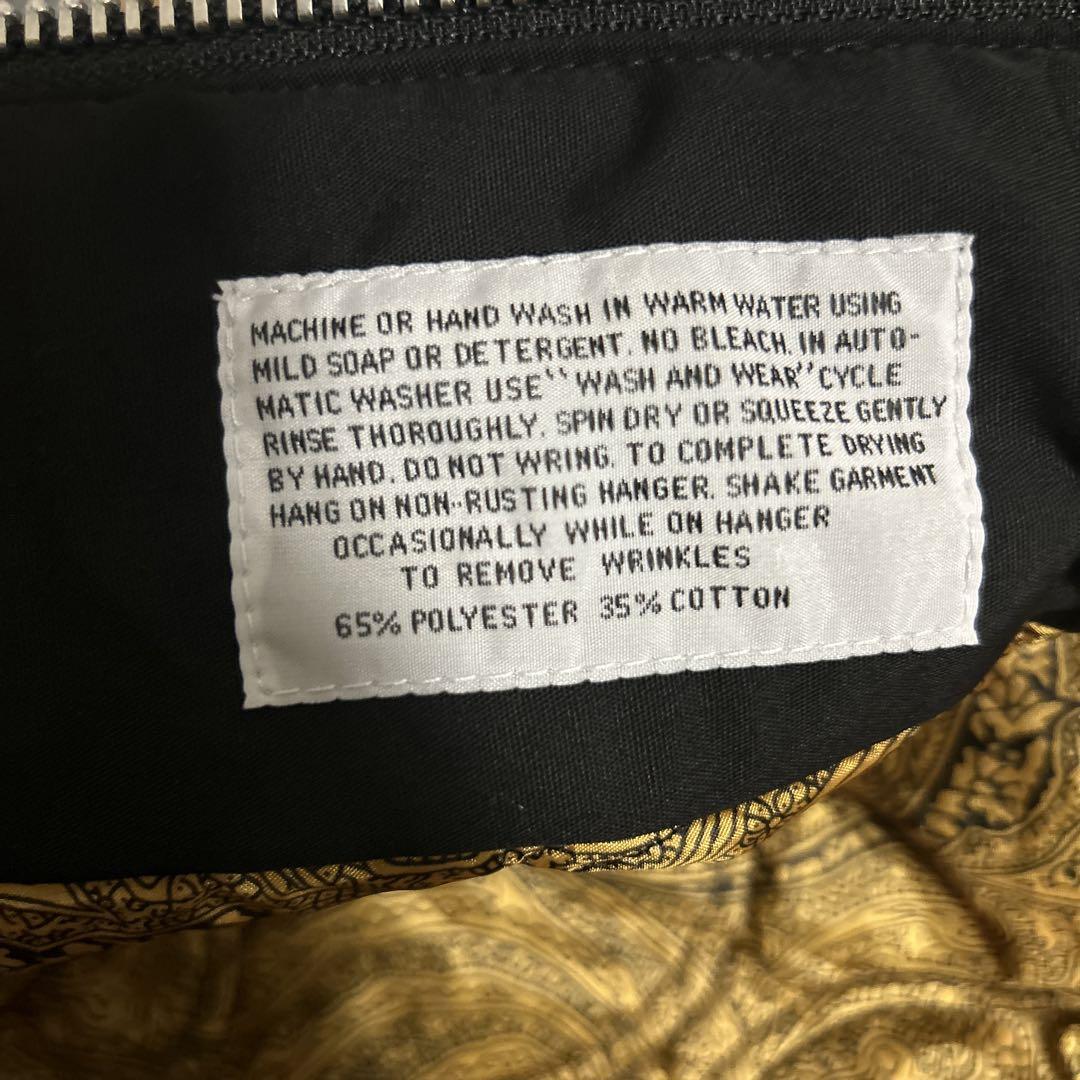 MACHINE OR HAND WASH IN WARM WATER USING
MILD SOAP OR DETERGENT. NO BLEACH. IN AUTO-
MATIC WASHER USE "WASH AND WEAR" CYCLE
RINSE THOROUGHLY. SPIN DRY OR SQUEEZE GENTLY
BY HAND. DO NOT WRING. TO COMPLETE DRYING
HANG ON NON-RUSTING HANGER. SHAKE GARMENT
OCCASIONALLY WHILE ON HANGER
TO REMOVE WRINKLES
65% POLYESTER 35% COTTON